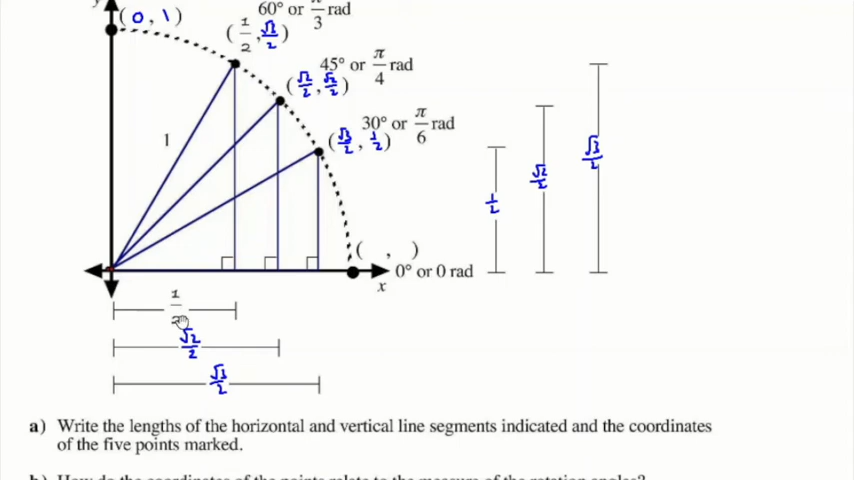 y
(0, 1)
60° or π/3 rad
(1/2, √3/2)
45° or π/4 rad
(√2/2, √2/2)
30° or π/6 rad
(√3/2, 1/2)
1
( , )
0° or 0 rad
x
1/2
√2/2
√3/2
1/2
√2/2
√3/2
a) Write the lengths of the horizontal and vertical line segments indicated and the coordinates
of the five points marked.